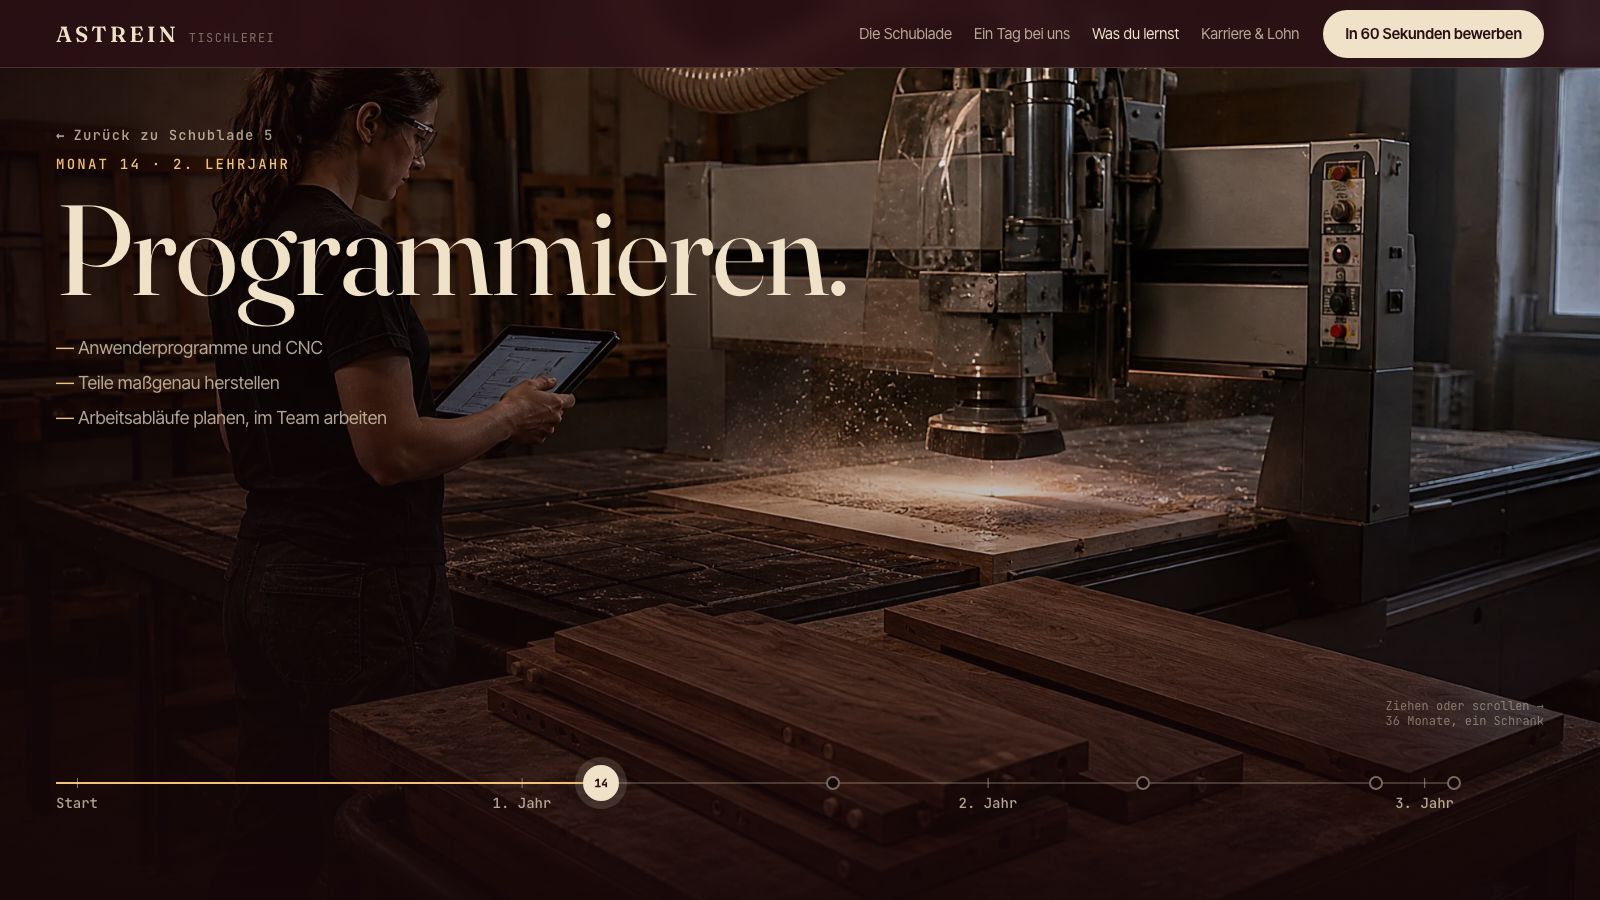 ASTREIN TISCHLEREI
Die Schublade
Ein Tag bei uns
Was du lernst
Karriere & Lohn
In 60 Sekunden bewerben
← Zurück zu Schublade 5
MONAT 14 · 2. LEHRJAHR
Programmieren.
— Anwenderprogramme und CNC
— Teile maßgenau herstellen
— Arbeitsabläufe planen, im Team arbeiten
Ziehen oder scrollen →
36 Monate, ein Schrank
14
Start
1. Jahr
2. Jahr
3. Jahr